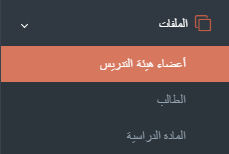 الملفات
أعضاء هيئة التدريس
الطالب
الماده الدراسية